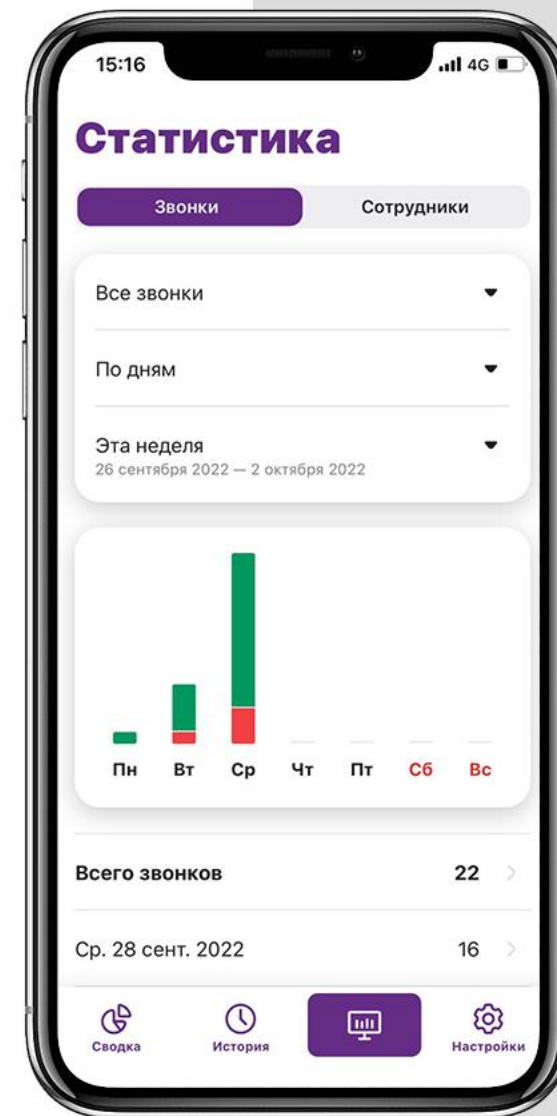 15:16
4G
Статистика
Звонки
Сотрудники
Все звонки
По дням
Эта неделя
26 сентября 2022 — 2 октября 2022
Пн Вт Ср Чт Пт Сб Вс
Всего звонков 22
Ср. 28 сент. 2022 16
Сводка История Настройки